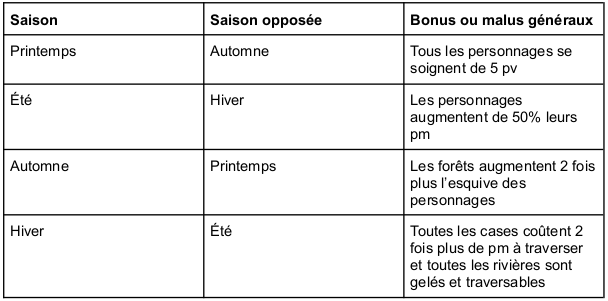 Saison Saison opposée Bonus ou malus généraux
Printemps Automne Tous les personnages se
soignent de 5 pv
Été Hiver Les personnages
augmentent de 50% leurs
pm
Automne Printemps Les forêts augmentent 2 fois
plus l’esquive des
personnages
Hiver Été Toutes les cases coûtent 2
fois plus de pm à traverser
et toutes les rivières sont
gelés et traversables